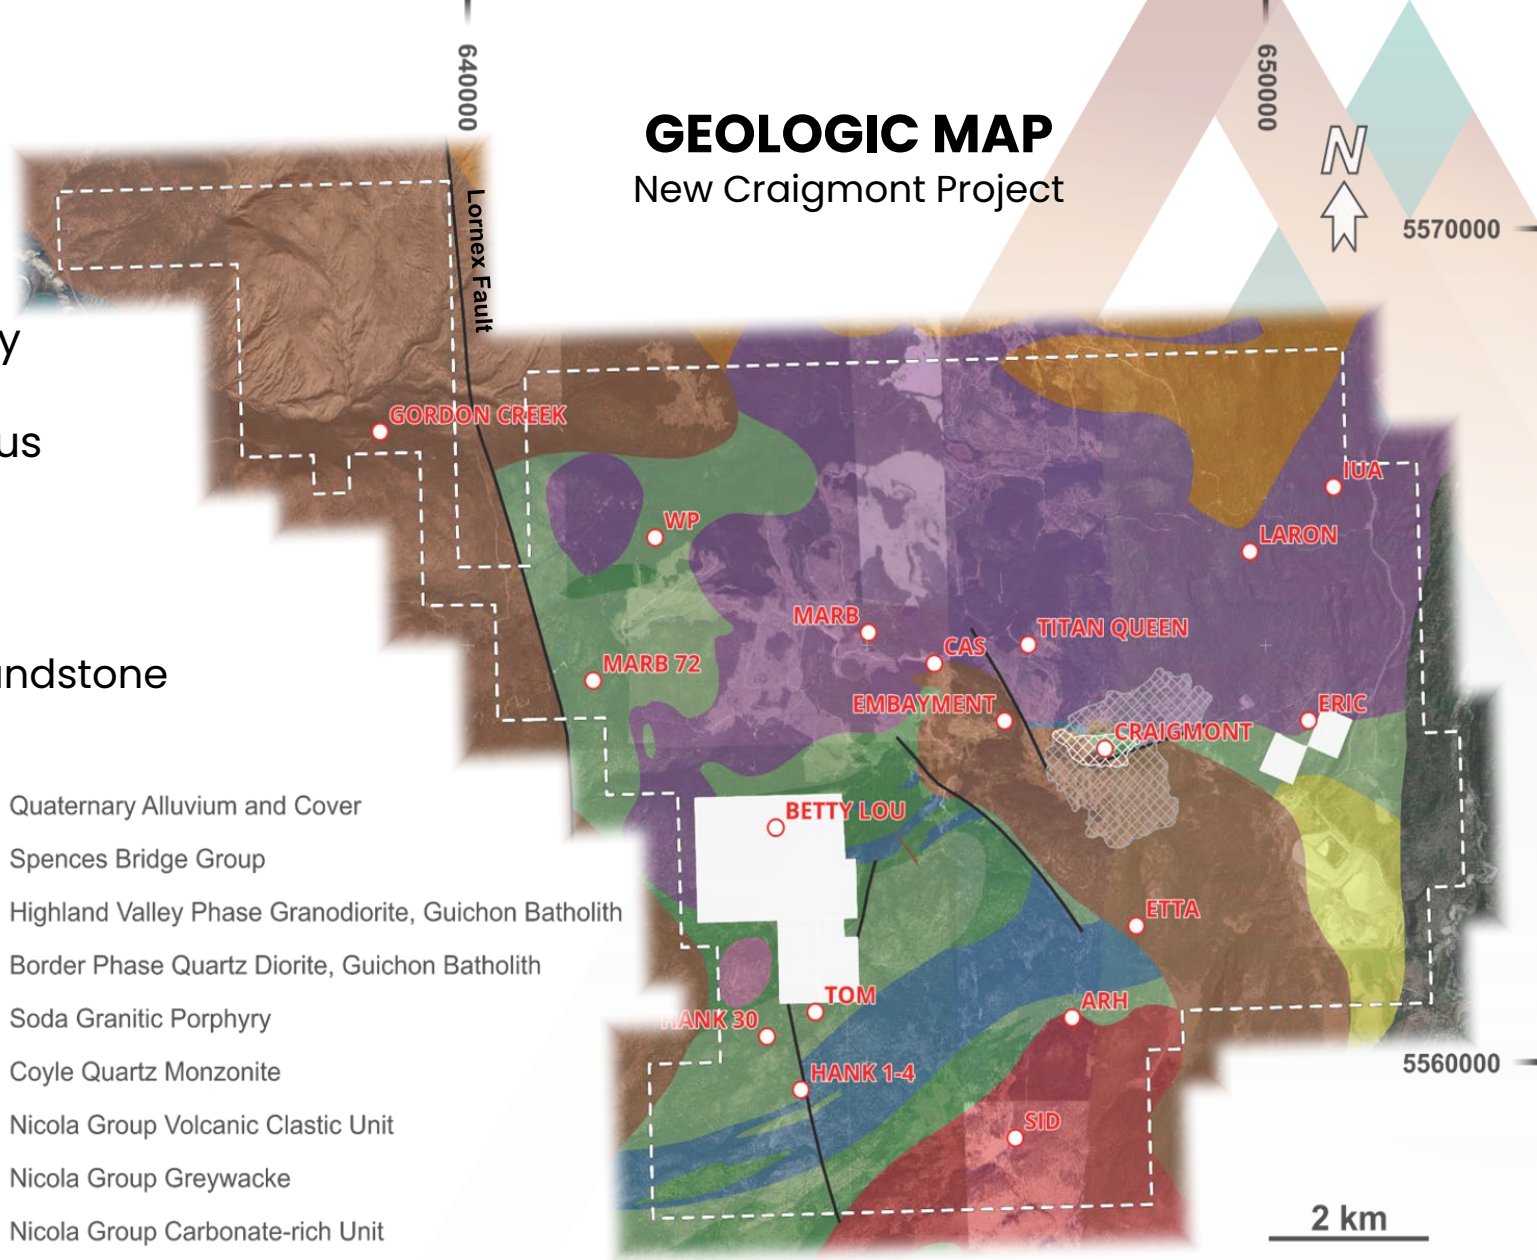 640000
650000
GEOLOGIC MAP
New Craigmont Project
N
5570000
Lornex Fault
y
GORDON CREEK
us
IUA
WP
LARON
MARB
TITAN QUEEN
CAS
MARB 72
ndstone
EMBAYMENT
ERIC
CRAIGMONT
Quaternary Alluvium and Cover
BETTY LOU
Spences Bridge Group
Highland Valley Phase Granodiorite, Guichon Batholith
ETTA
Border Phase Quartz Diorite, Guichon Batholith
TOM
ARH
Soda Granitic Porphyry
HANK 30
5560000
Coyle Quartz Monzonite
HANK 1-4
Nicola Group Volcanic Clastic Unit
SID
Nicola Group Greywacke
2 km
Nicola Group Carbonate-rich Unit